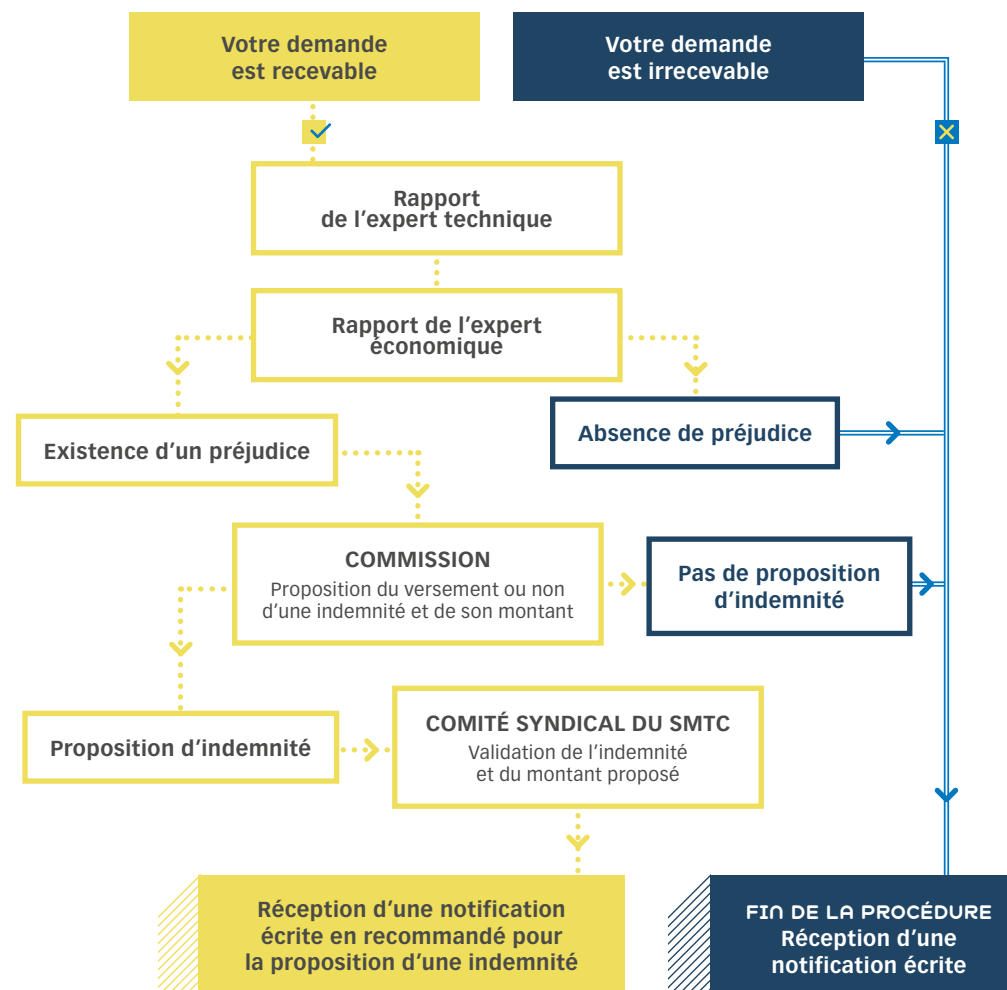 Votre demande
est recevable
Votre demande
est irrecevable
Rapport
de l'expert technique
Rapport de l'expert
économique
Existence d'un préjudice
Absence de préjudice
COMMISSION
Proposition du versement ou non
d'une indemnité et de son montant
Pas de proposition
d'indemnité
Proposition d'indemnité
COMITÉ SYNDICAL DU SMTC
Validation de l'indemnité
et du montant proposé
Réception d'une notification
écrite en recommandé pour
la proposition d'une indemnité
FIN DE LA PROCÉDURE
Réception d'une
notification écrite